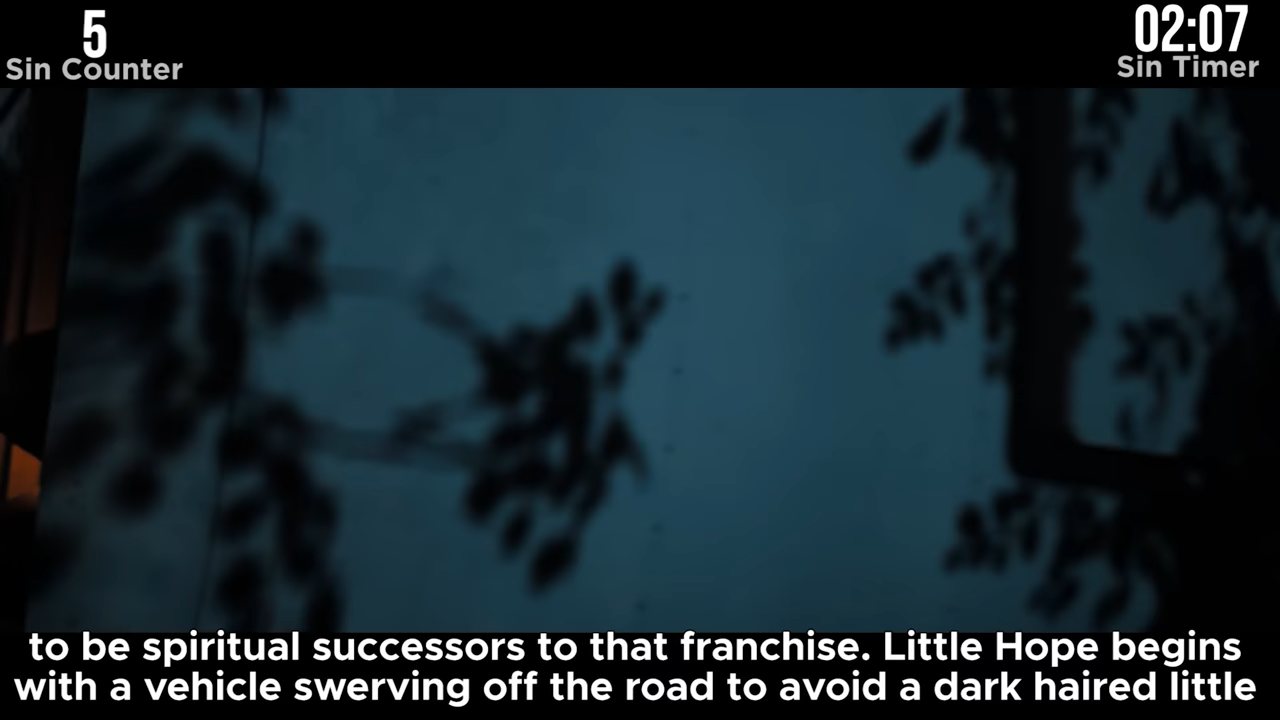 5
Sin Counter
02:07
Sin Timer
to be spiritual successors to that franchise. Little Hope begins
with a vehicle swerving off the road to avoid a dark haired little